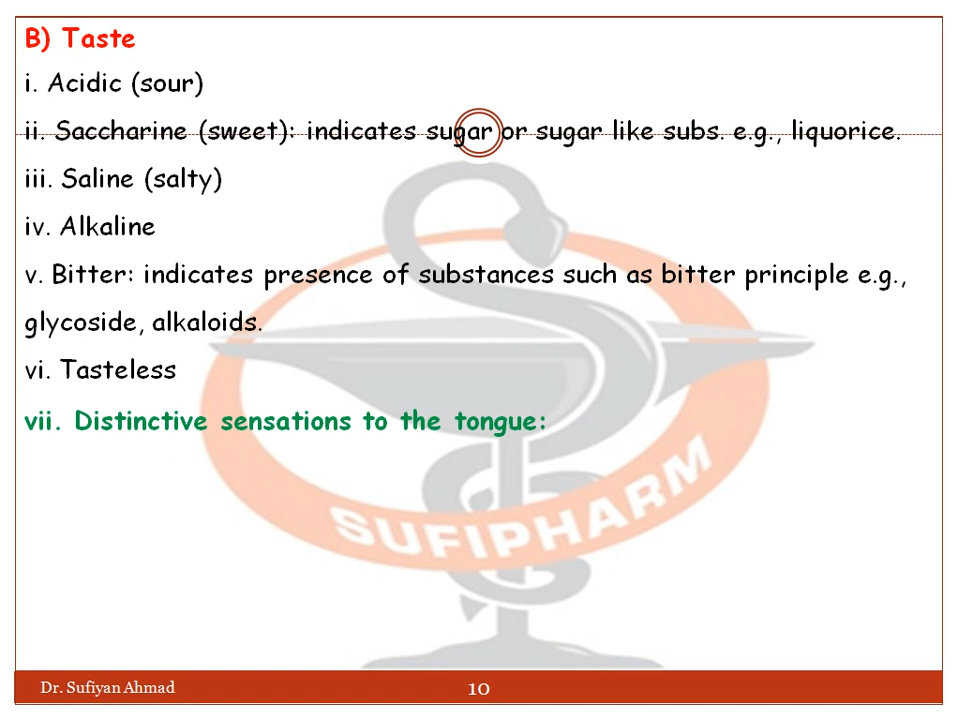 B) Taste
i. Acidic (sour)
ii. Saccharine (sweet): indicates sugar or sugar like subs. e.g., liquorice.
iii. Saline (salty)
iv. Alkaline
v. Bitter: indicates presence of substances such as bitter principle e.g.,
glycoside, alkaloids.
vi. Tasteless
vii. Distinctive sensations to the tongue:
SUFIPHARM
Dr. Sufiyan Ahmad
10